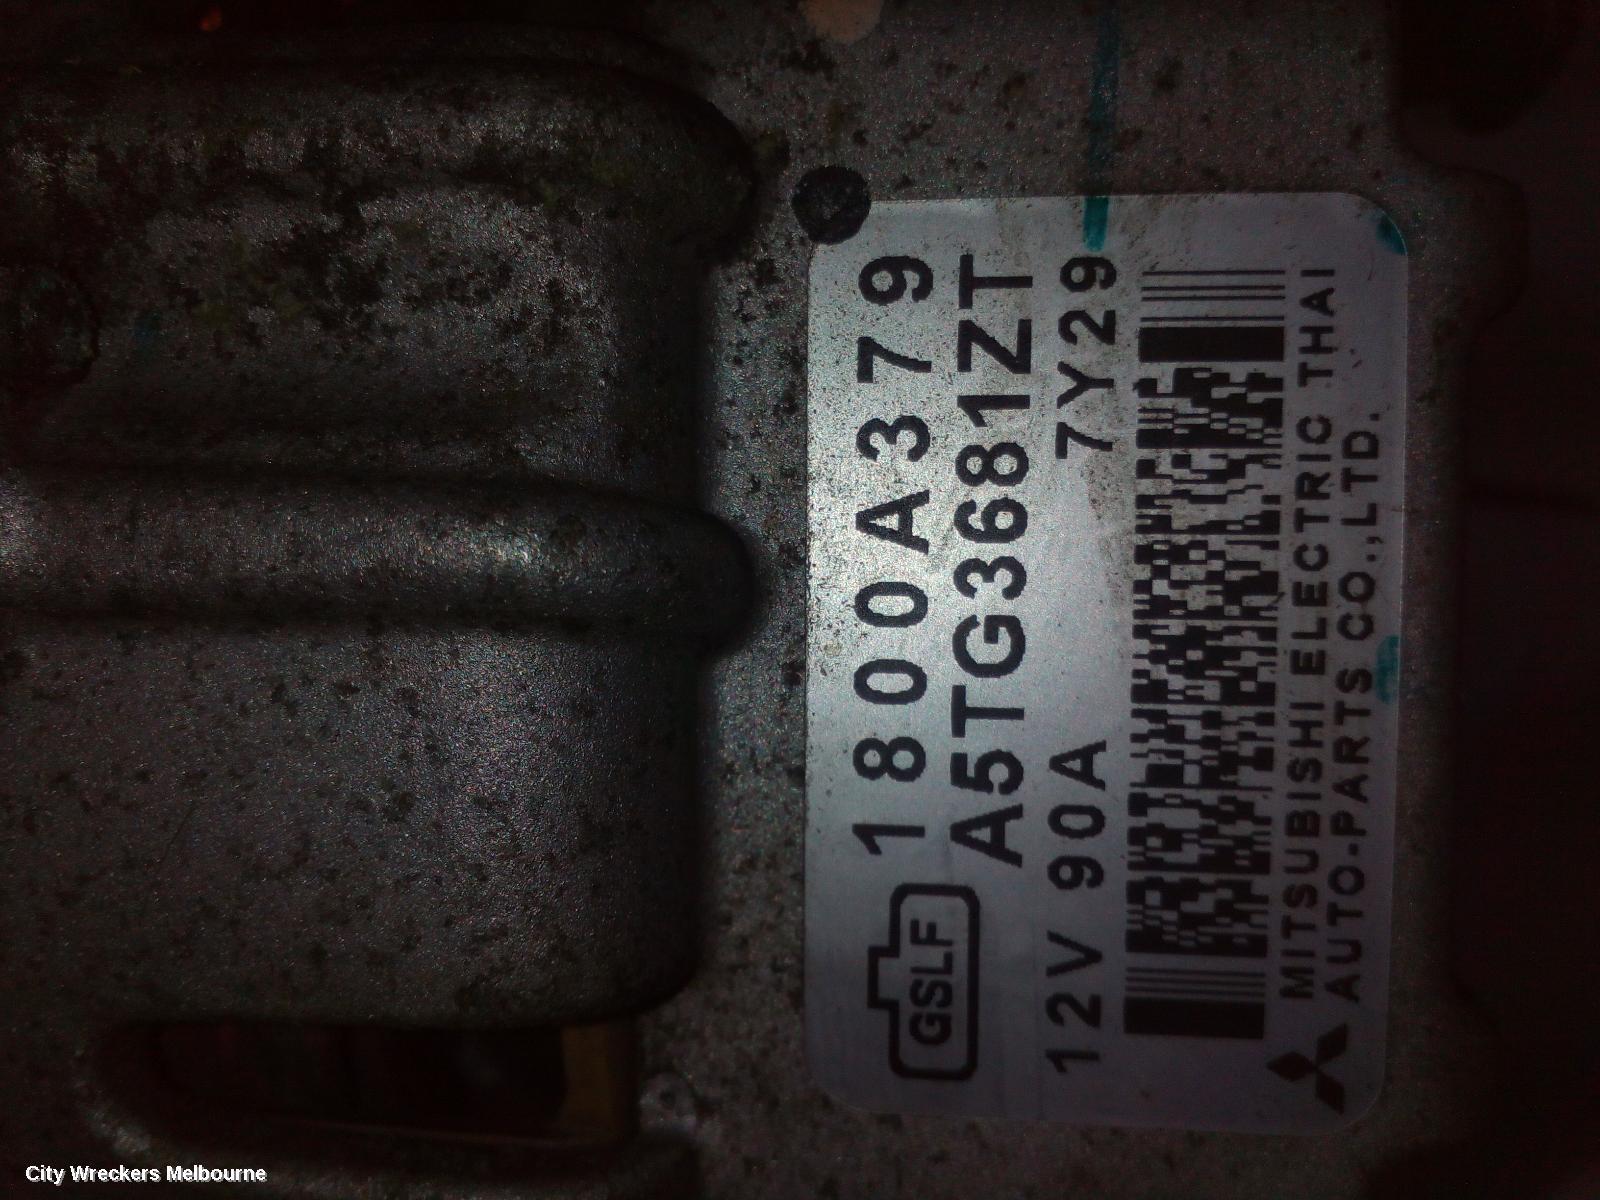 GSLF
1800A379
A5TG3681ZT
12V 90A 7Y29
MITSUBISHI ELECTRIC THAI
AUTO-PARTS CO.,LTD.
City Wreckers Melbourne